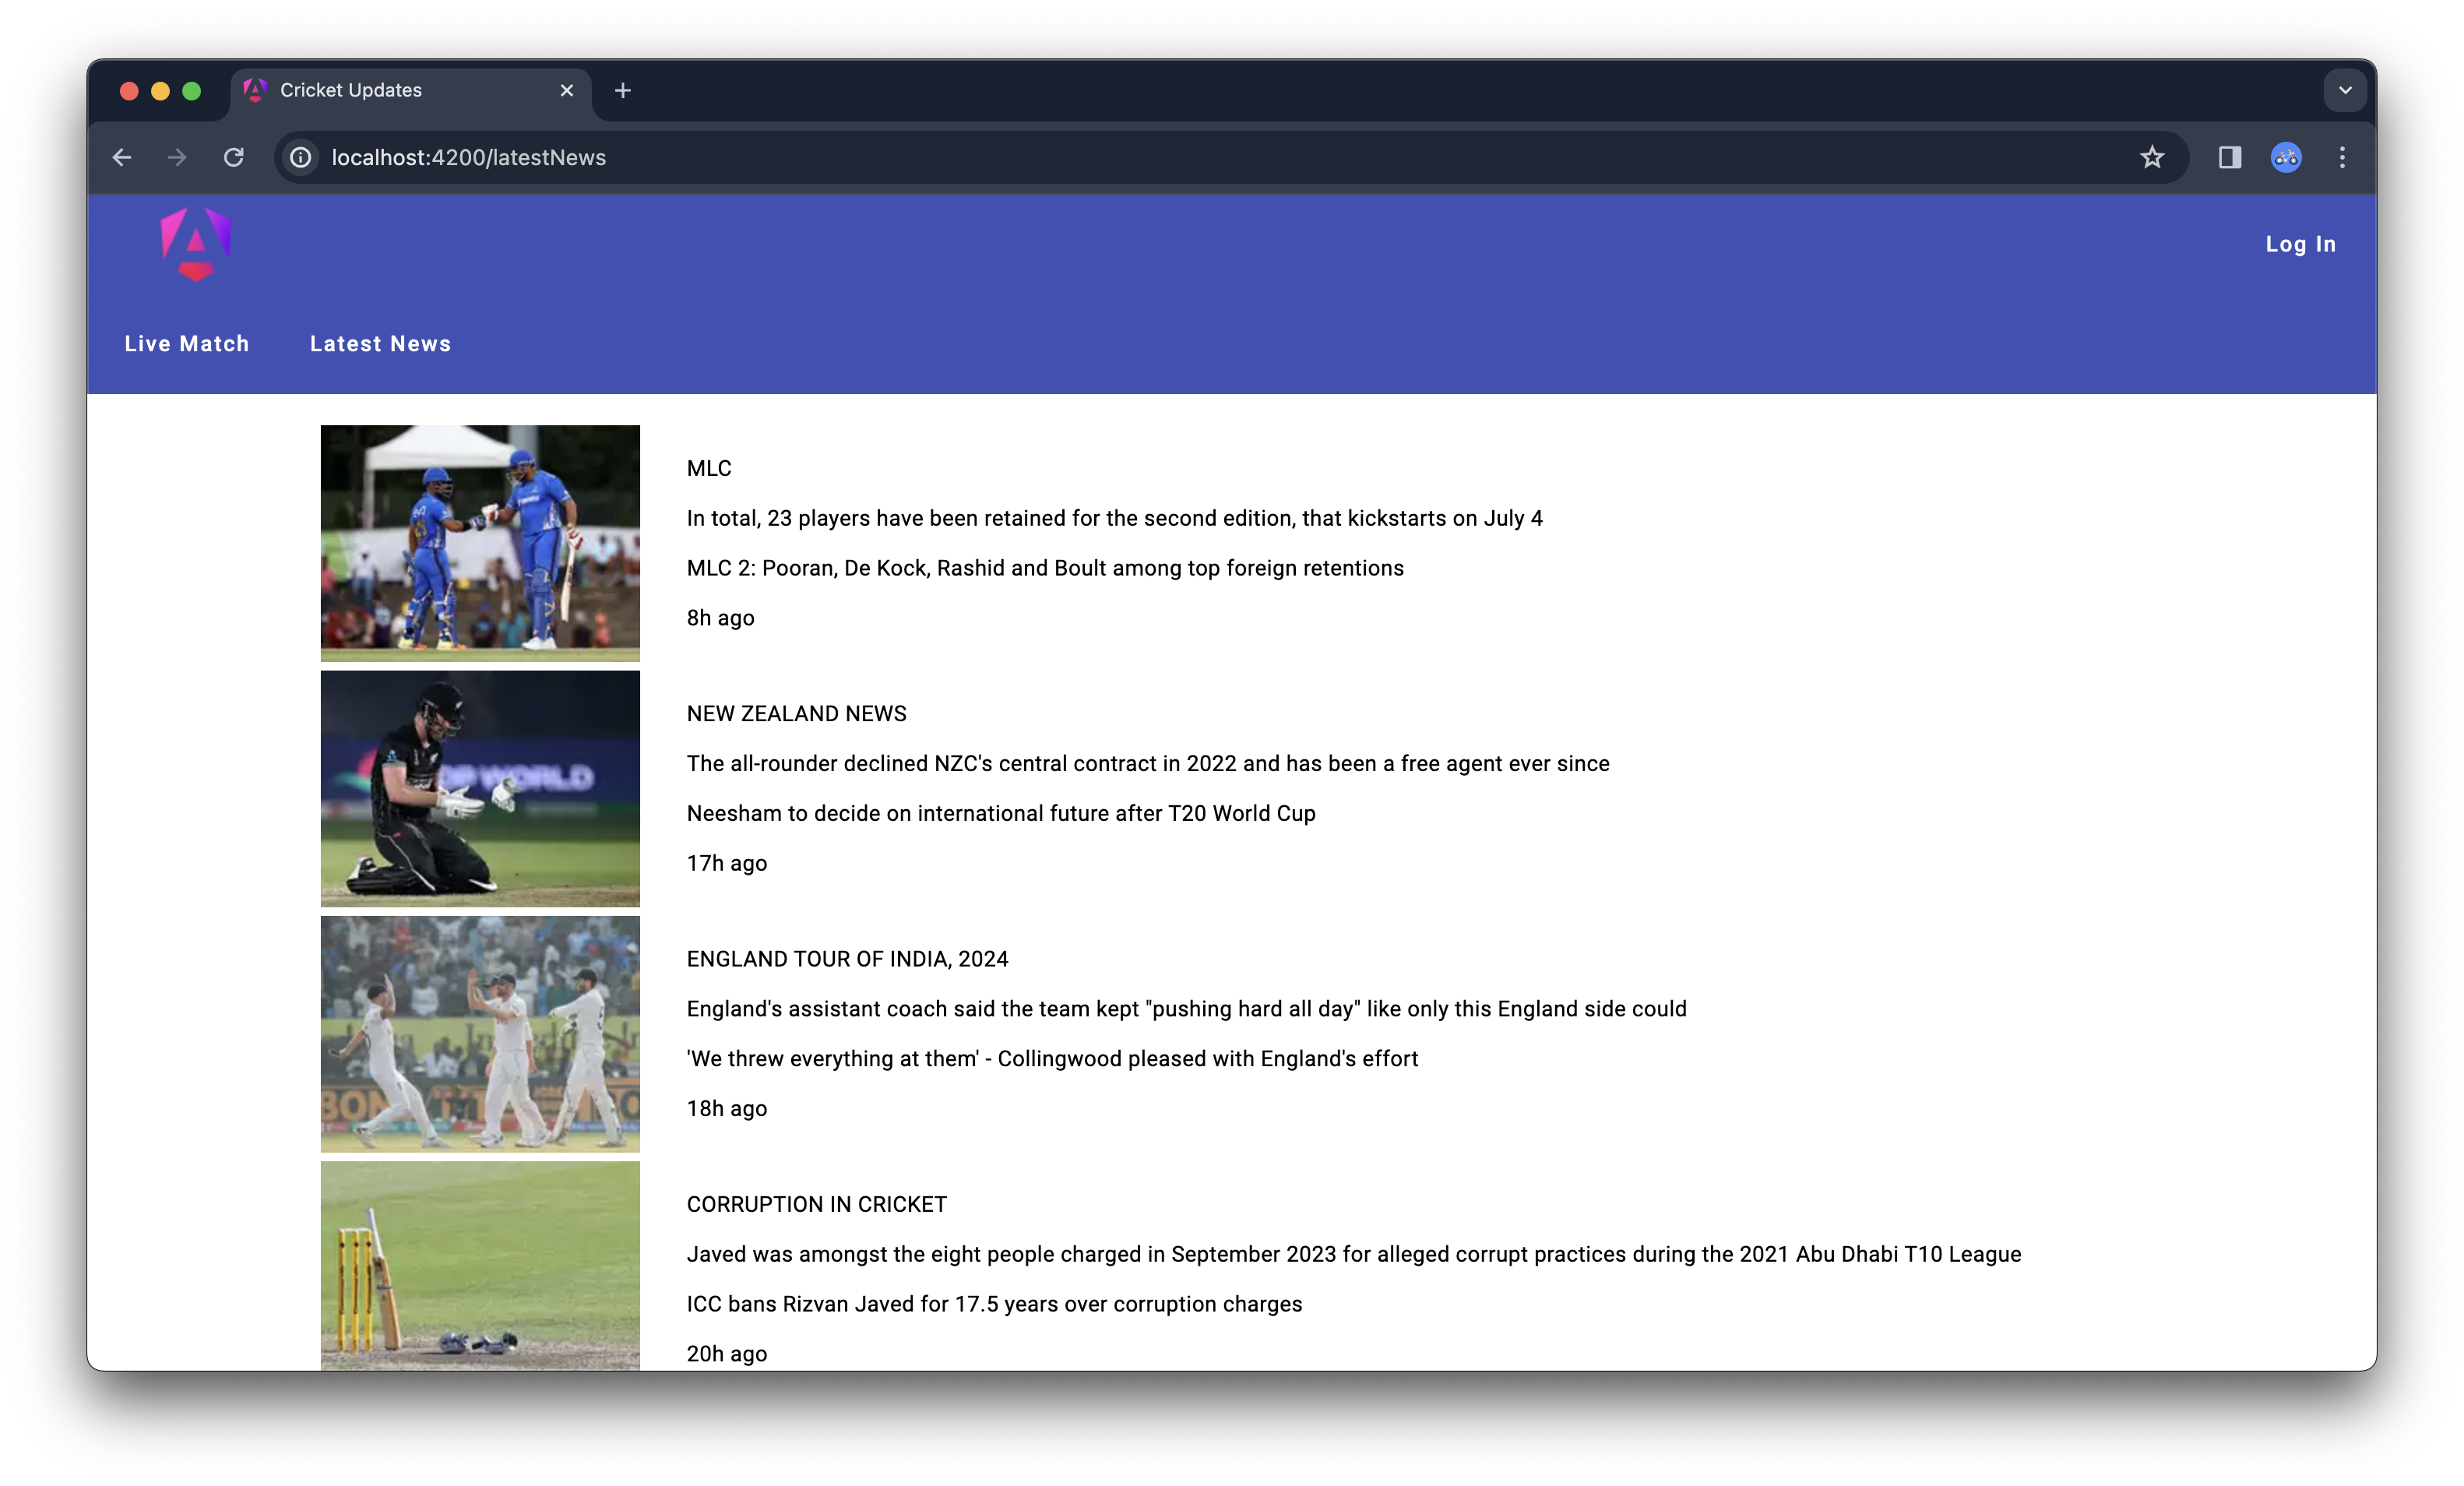 Cricket Updates
localhost:4200/latestNews
Log In
Live Match Latest News
MLC
In total, 23 players have been retained for the second edition, that kickstarts on July 4
MLC 2: Pooran, De Kock, Rashid and Boult among top foreign retentions
8h ago
OP WORLD
NEW ZEALAND NEWS
The all-rounder declined NZC's central contract in 2022 and has been a free agent ever since
Neesham to decide on international future after T20 World Cup
17h ago
ENGLAND TOUR OF INDIA, 2024
England's assistant coach said the team kept "pushing hard all day" like only this England side could
'We threw everything at them' - Collingwood pleased with England's effort
18h ago
CORRUPTION IN CRICKET
Javed was amongst the eight people charged in September 2023 for alleged corrupt practices during the 2021 Abu Dhabi T10 League
ICC bans Rizvan Javed for 17.5 years over corruption charges
20h ago